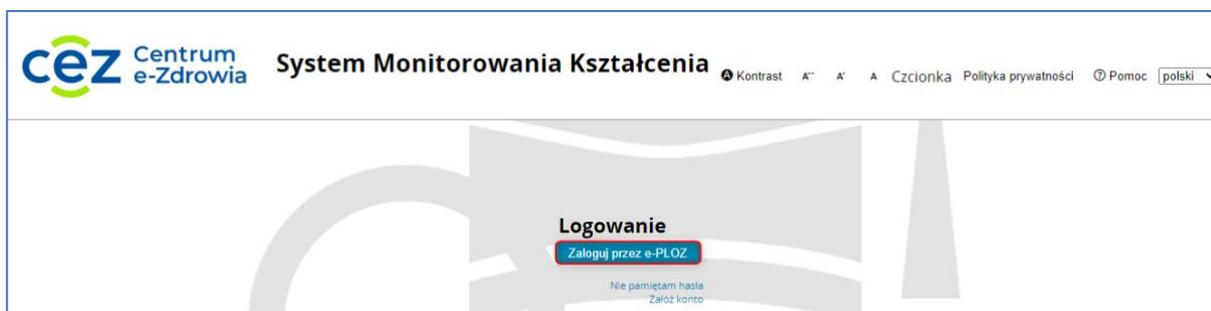 cez Centrum
e-Zdrowia
System Monitorowania Kształcenia
A Kontrast A++ A+ A Czcionka Polityka prywatności ? Pomoc polski
Logowanie
Zaloguj przez e-PLOZ
Nie pamiętam hasła
Załóż konto